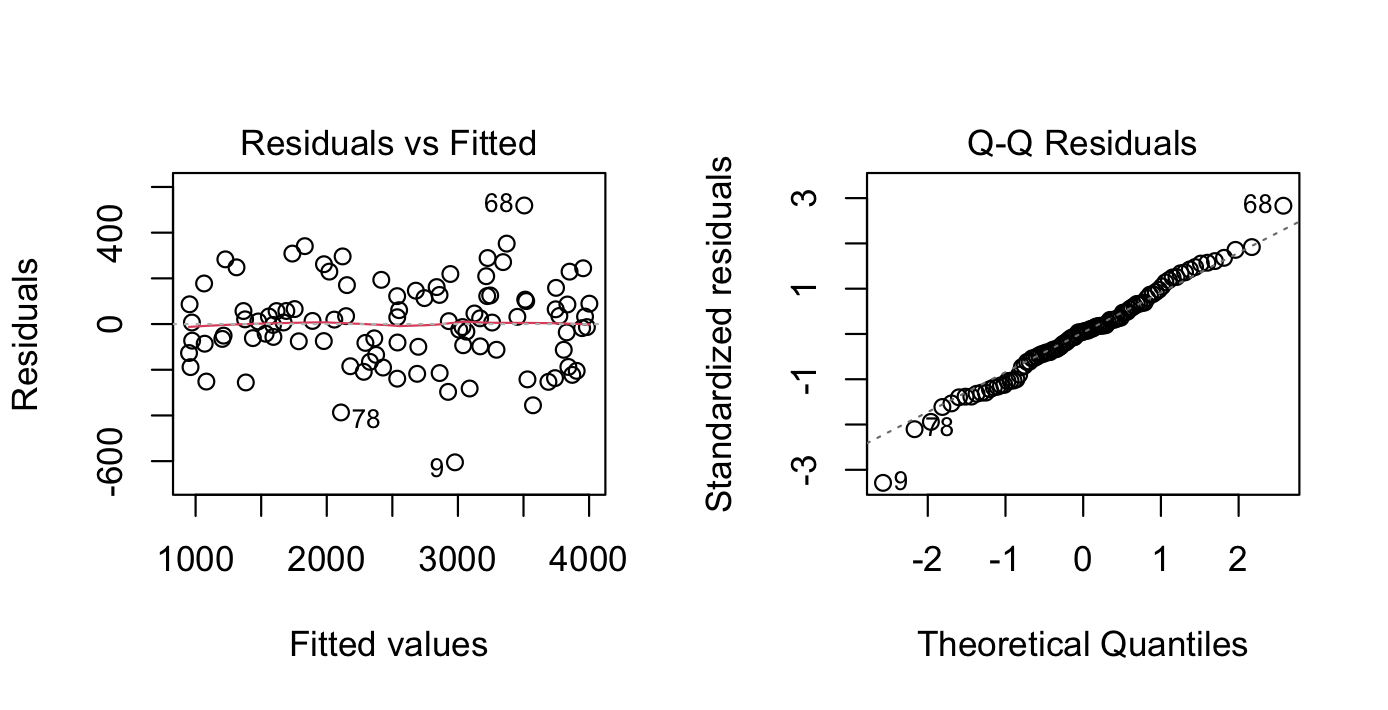 Residuals vs Fitted
Residuals
400
0
-600
68
78
9
1000 2000 3000 4000
Fitted values
Q-Q Residuals
Standardized residuals
3
1
-1
-3
68
78
9
-2 -1 0 1 2
Theoretical Quantiles